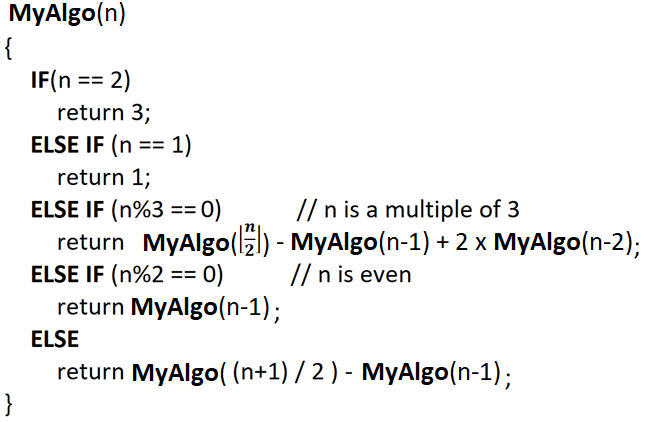 MyAlgo(n)
{
IF(n == 2)
return 3;
ELSE IF (n == 1)
return 1;
ELSE IF (n%3 == 0) // n is a multiple of 3
return MyAlgo(⌊n/2⌋) - MyAlgo(n-1) + 2 x MyAlgo(n-2);
ELSE IF (n%2 == 0) // n is even
return MyAlgo(n-1);
ELSE
return MyAlgo( (n+1) / 2 ) - MyAlgo(n-1);
}